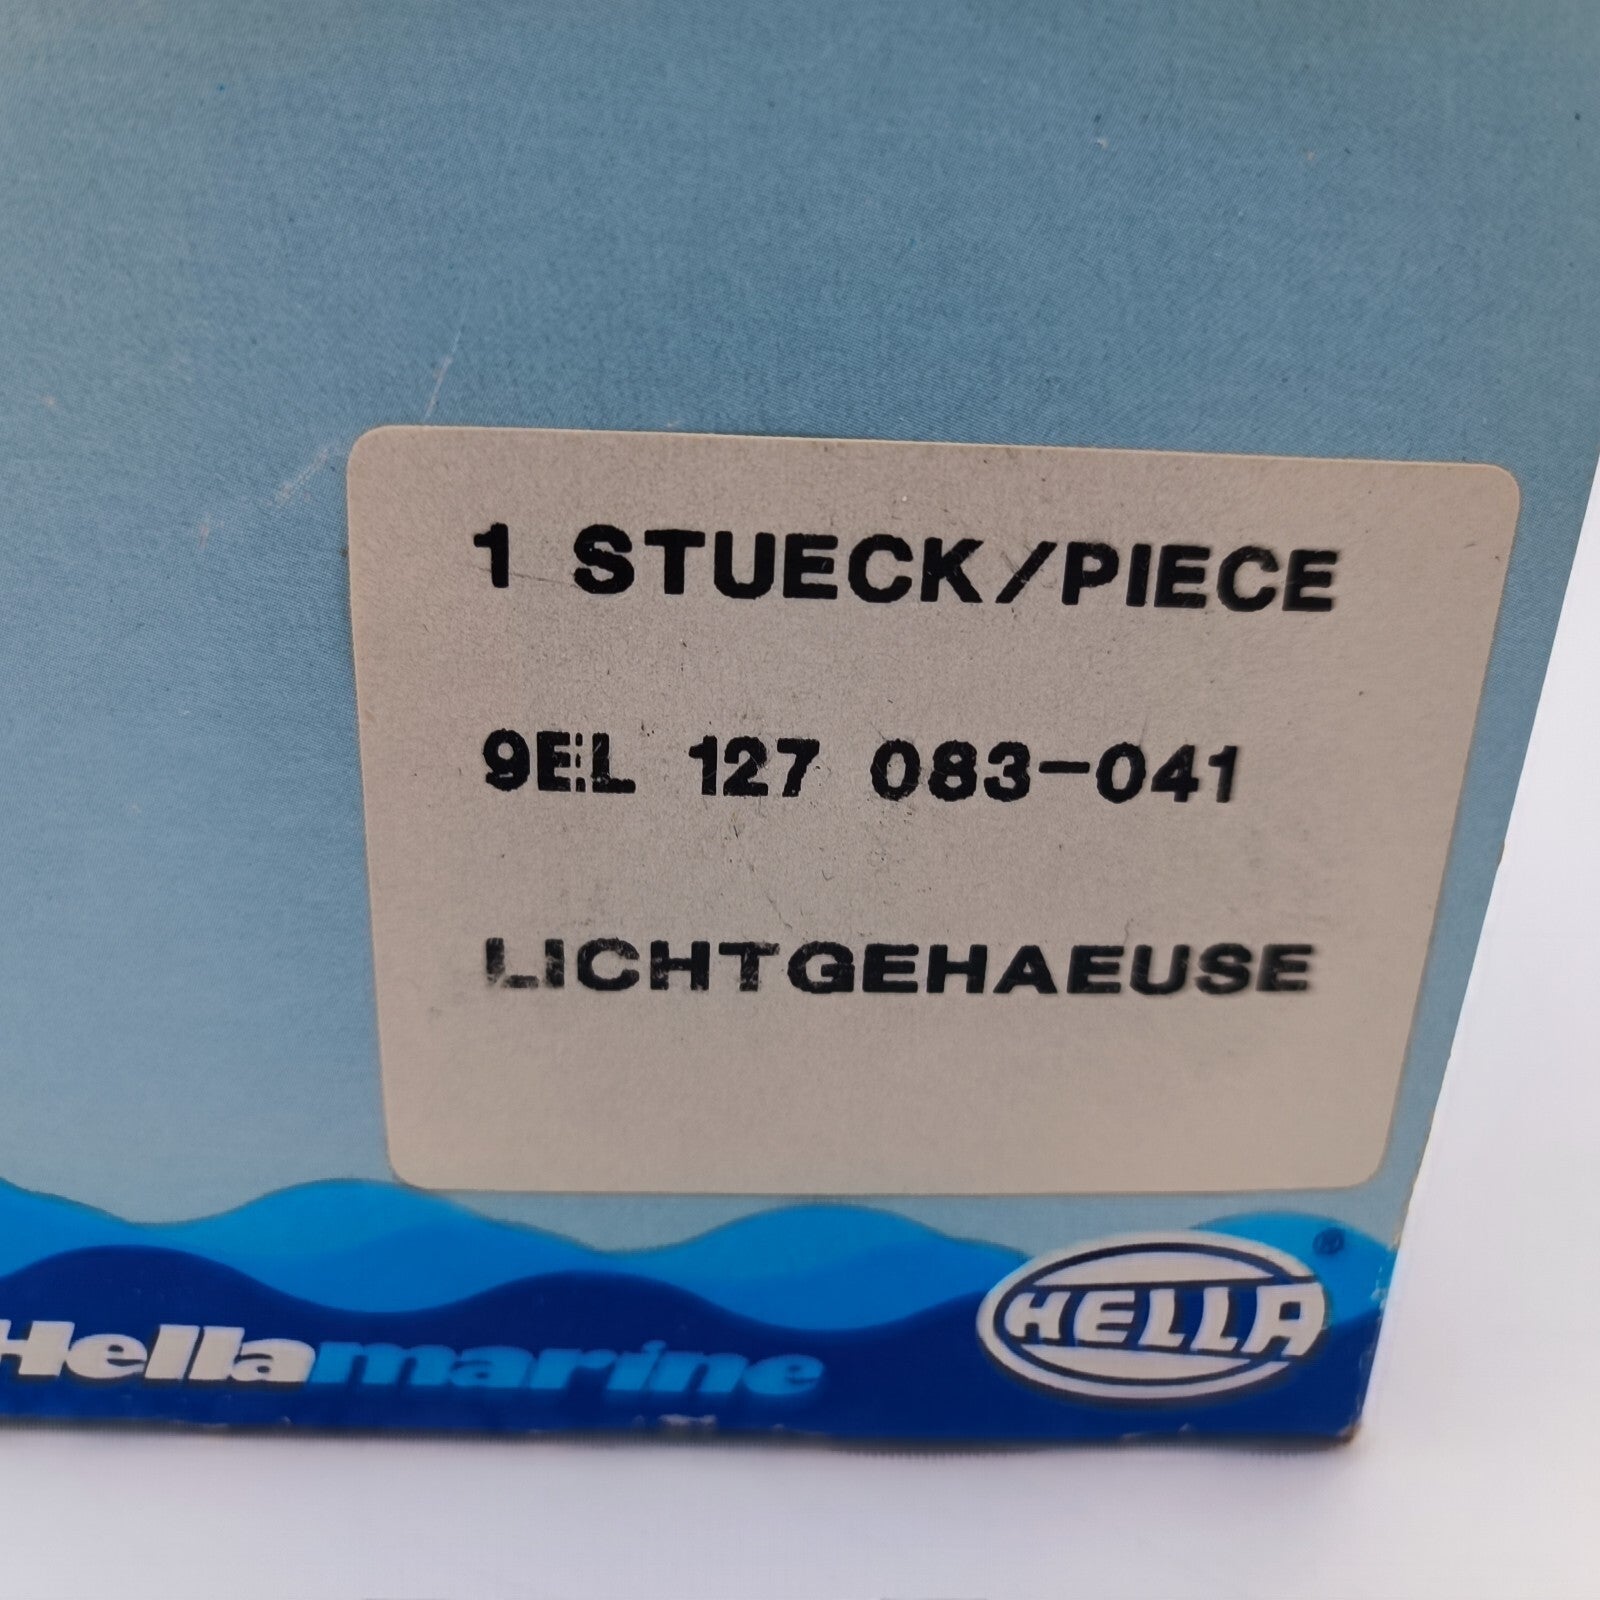 1 STUECK/PIECE
9EL 127 083-041
LICHTGEHAEUSE
Hellamarine
HELLA ®